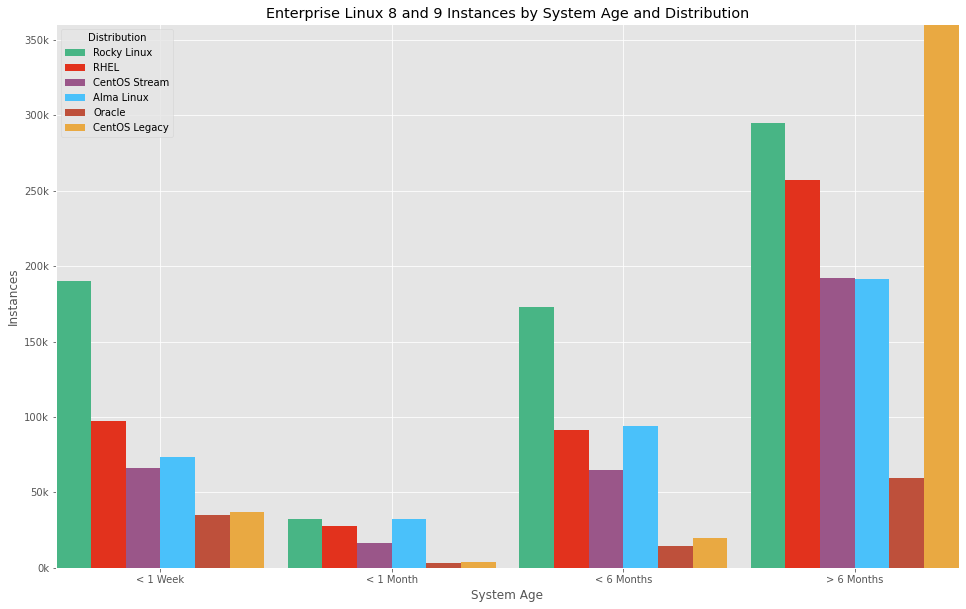 Enterprise Linux 8 and 9 Instances by System Age and Distribution
Distribution
Rocky Linux
RHEL
CentOS Stream
Alma Linux
Oracle
CentOS Legacy
350k
300k
250k
200k
150k
100k
50k
0k
Instances
< 1 Week
< 1 Month
< 6 Months
> 6 Months
System Age